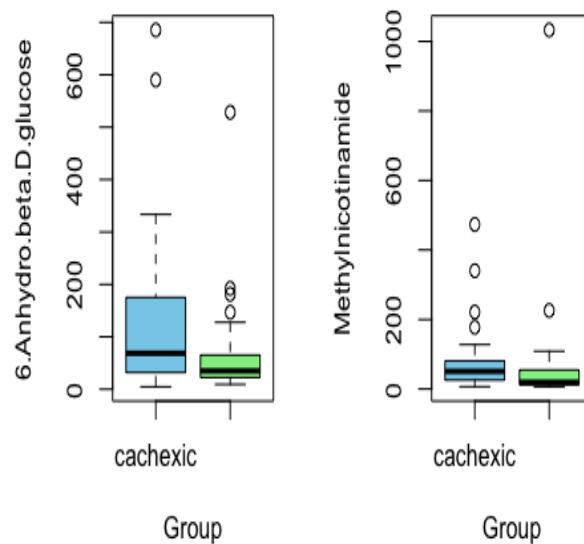 6.Anhydro.beta.D.glucose
600
400
200
0
cachexic
Group
Methylnicotinamide
1000
600
200
0
cachexic
Group